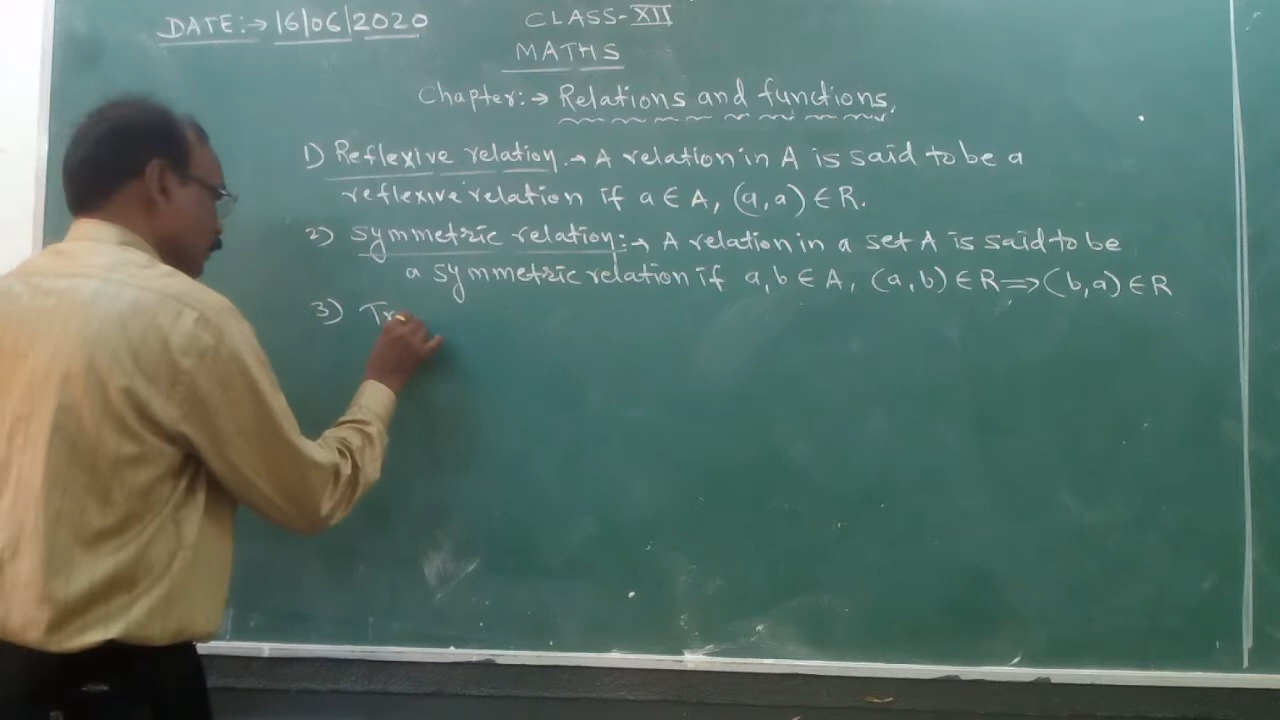 DATE:→ 16/06/2020
CLASS-XII
MATHS
Chapter:→ Relations and functions.
1) Reflexive relation.→ A relation in A is said to be a
reflexive relation if a ∈ A, (a,a) ∈ R.
2) Symmetric relation:→ A relation in a set A is said to be
a symmetric relation if a,b ∈ A, (a,b) ∈ R ⇒ (b,a) ∈ R
3) Tr